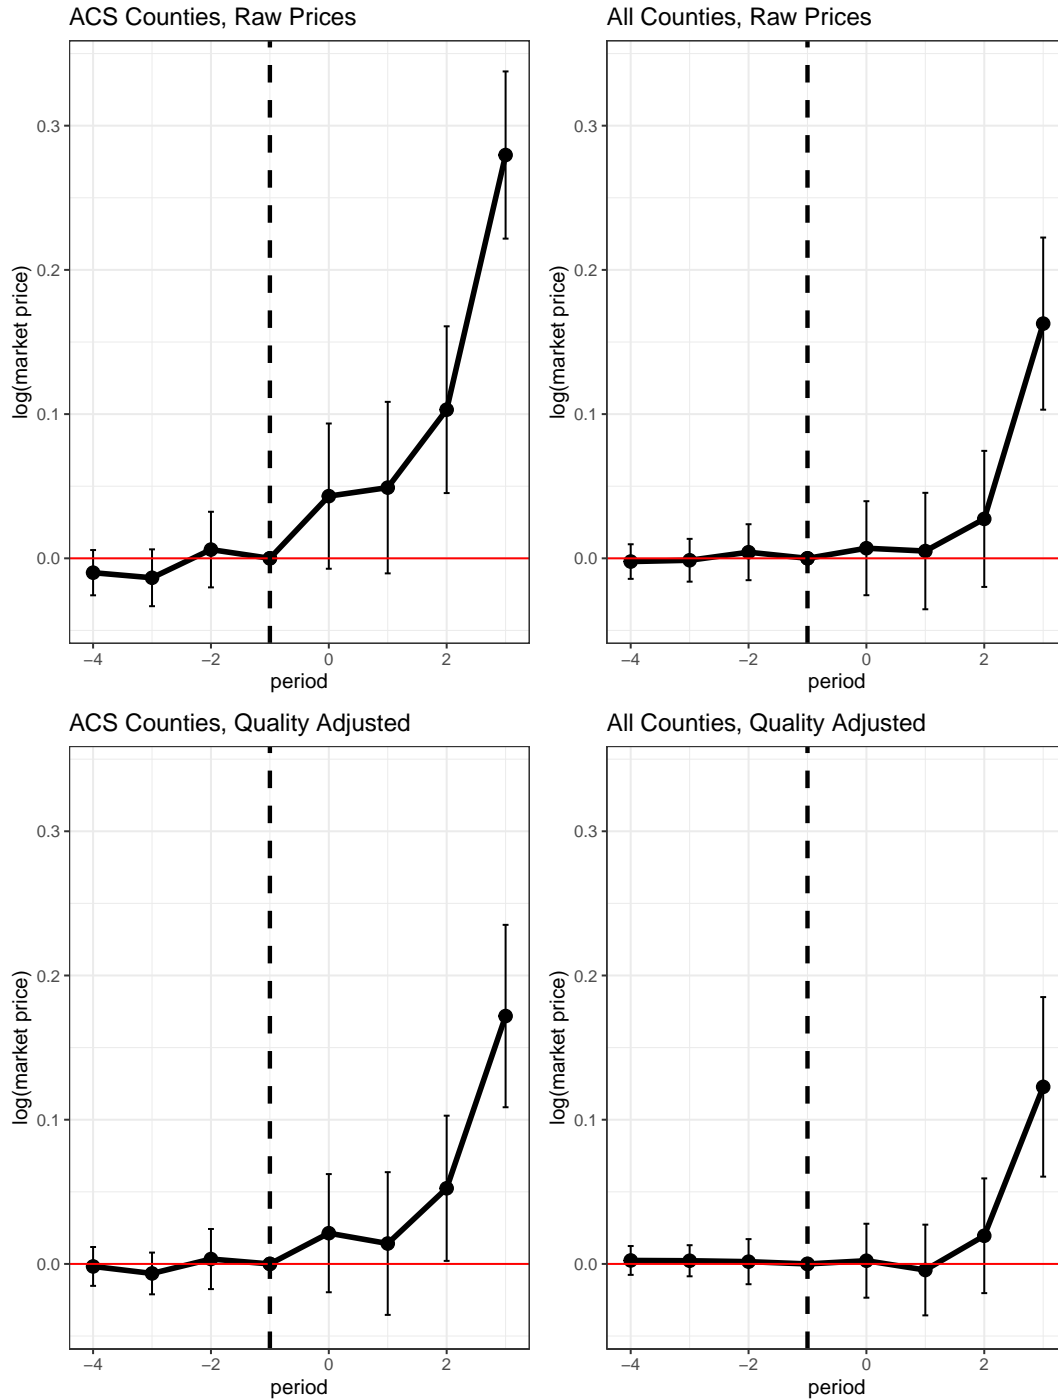 ACS Counties, Raw Prices
log(market price)
0.3
0.2
0.1
0.0
−4
−2
0
2
period
All Counties, Raw Prices
log(market price)
0.3
0.2
0.1
0.0
−4
−2
0
2
period
ACS Counties, Quality Adjusted
log(market price)
0.3
0.2
0.1
0.0
−4
−2
0
2
period
All Counties, Quality Adjusted
log(market price)
0.3
0.2
0.1
0.0
−4
−2
0
2
period